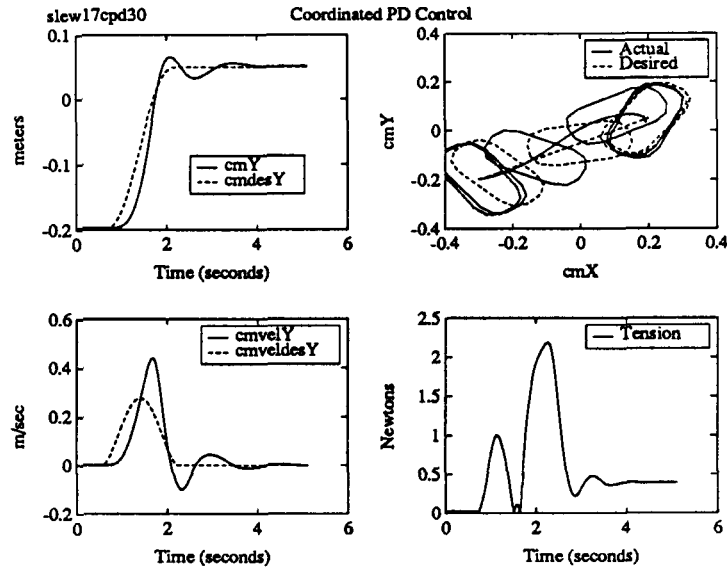 slew17cpd30
Coordinated PD Control
0.1
0
-0.1
-0.2
meters
cmY
cmdesY
0
2
4
6
Time (seconds)
0.4
0.2
0
-0.2
-0.4
cmY
Actual
Desired
-0.4
-0.2
0
0.2
0.4
cmX
0.6
0.4
0.2
0
-0.2
m/sec
cmvelY
cmveldesY
0
2
4
6
Time (seconds)
2.5
2
1.5
1
0.5
0
Newtons
Tension
0
2
4
6
Time (seconds)